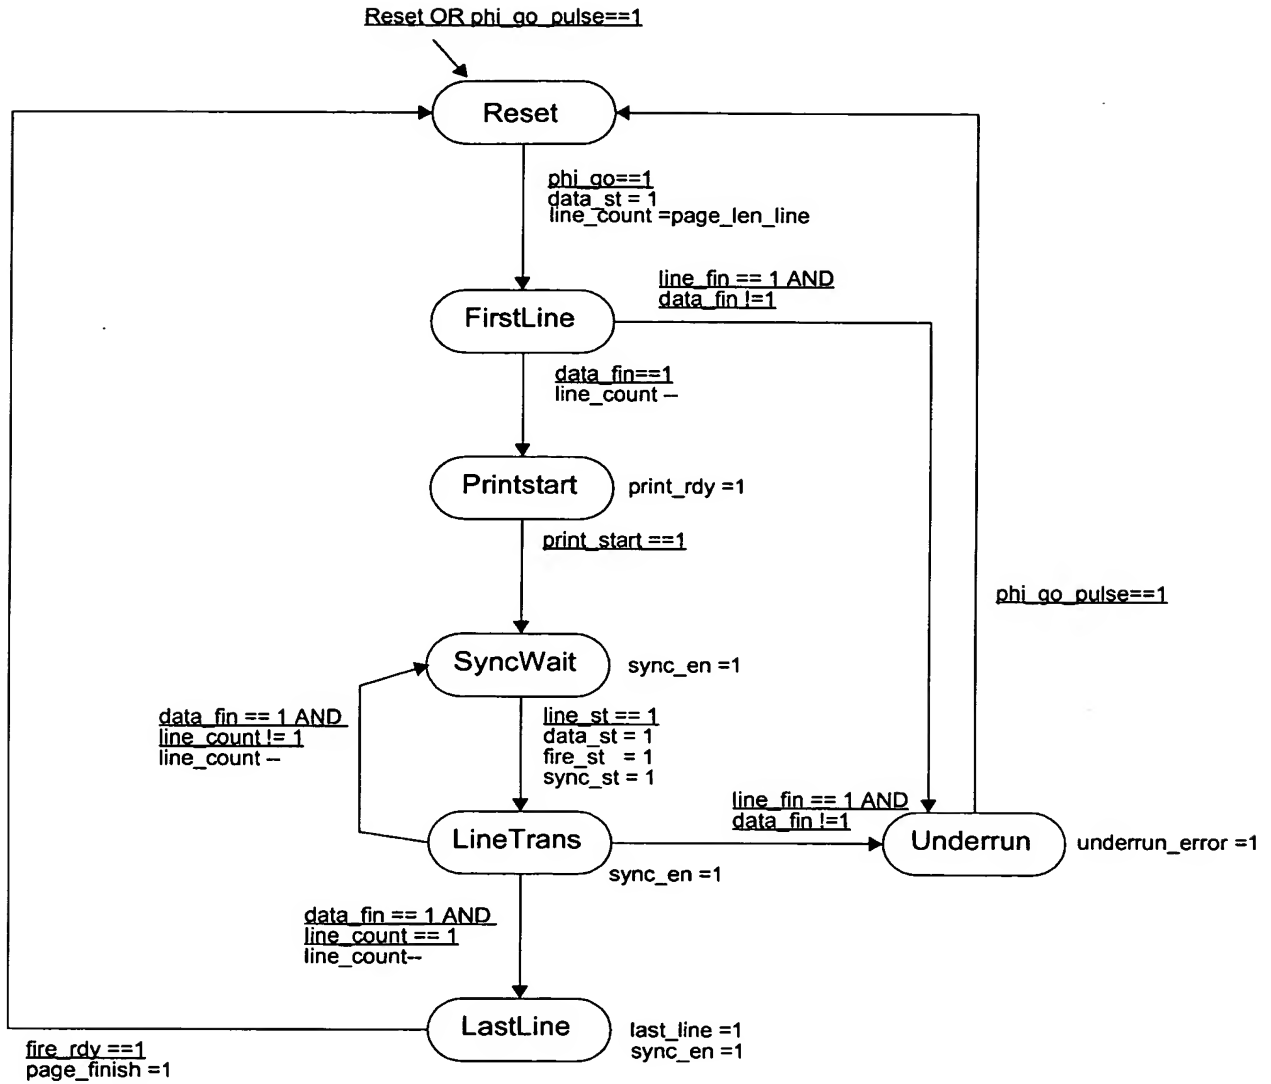 Reset OR phi_go_pulse==1
Reset
phi_go==1
data_st = 1
line_count =page_len_line
line_fin == 1 AND
data_fin !=1
FirstLine
data_fin==1
line_count --
Printstart
print_rdy =1
print_start ==1
phi_go_pulse==1
SyncWait
sync_en =1
data_fin == 1 AND
line_count != 1
line_count --
line_st == 1
data_st = 1
fire_st = 1
sync_st = 1
line_fin == 1 AND
data_fin !=1
LineTrans
sync_en =1
Underrun
underrun_error =1
data_fin == 1 AND
line_count == 1
line_count--
LastLine
last_line =1
sync_en =1
fire_rdy ==1
page_finish =1